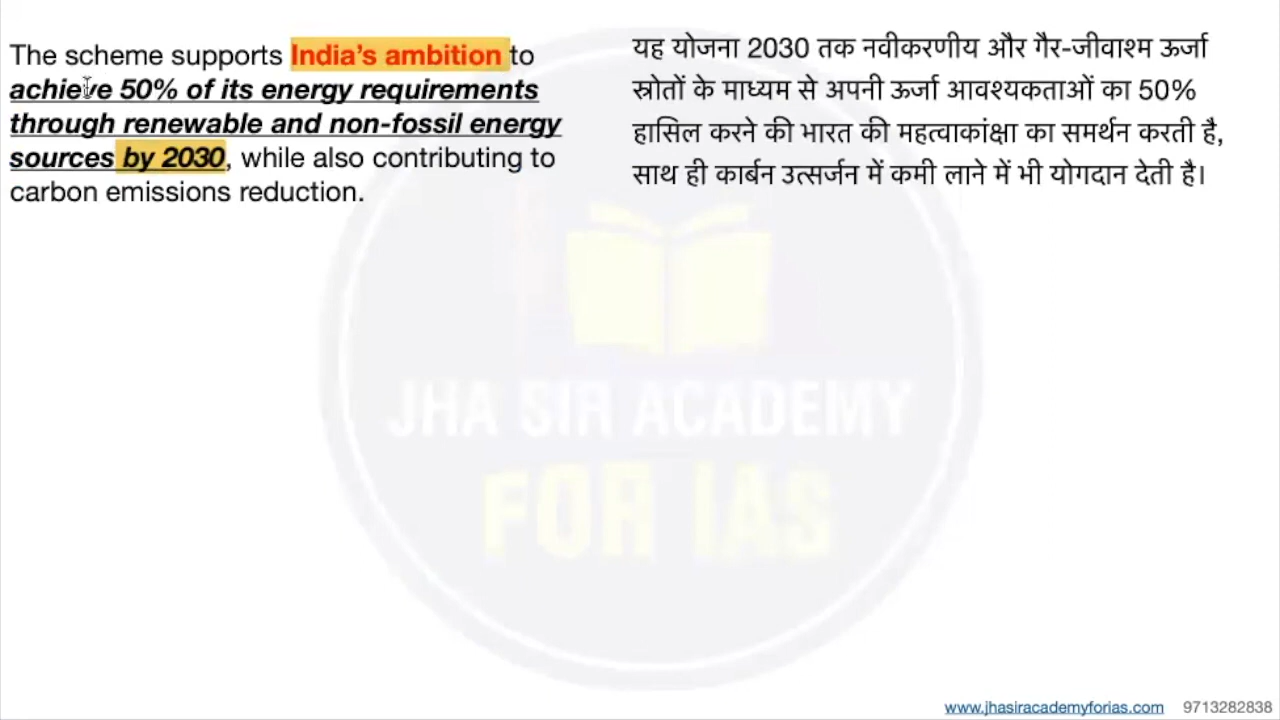 The scheme supports India’s ambition to
achieve 50% of its energy requirements
through renewable and non-fossil energy
sources by 2030, while also contributing to
carbon emissions reduction.
यह योजना 2030 तक नवीकरणीय और गैर-जीवाश्म ऊर्जा
स्रोतों के माध्यम से अपनी ऊर्जा आवश्यकताओं का 50%
हासिल करने की भारत की महत्वाकांक्षा का समर्थन करती है,
साथ ही कार्बन उत्सर्जन में कमी लाने में भी योगदान देती है।
JHA SIR ACADEMY
FOR IAS
www.jhasiracademyforias.com 9713282838